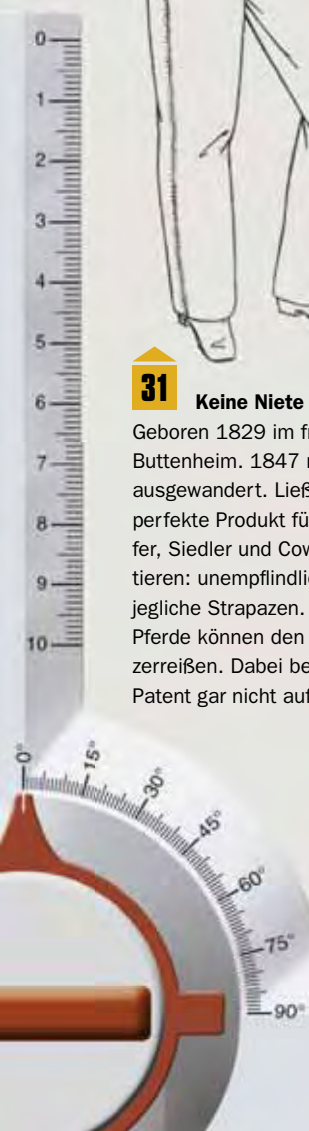 0
1
2
3
4
5
6
7
8
9
10
31 Keine Niete
Geboren 1829 im fr
Buttenheim. 1847
ausgewandert. Ließ
perfekte Produkt fü
fer, Siedler und Cow
tieren: unempflindlic
jegliche Strapazen.
Pferde können den
zerreißen. Dabei be
Patent gar nicht auf
0°
15°
30°
45°
60°
75°
90°